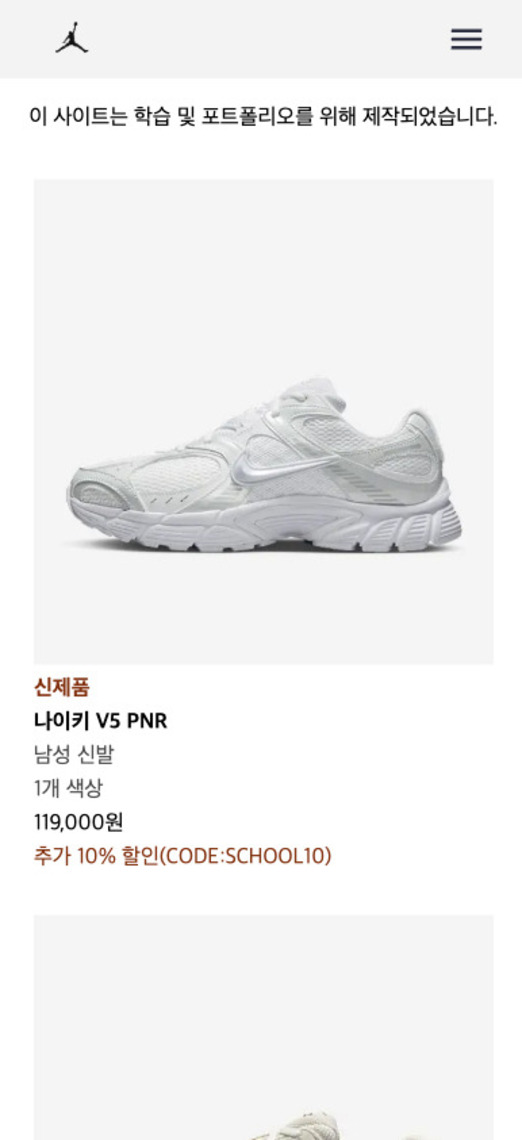 이 사이트는 학습 및 포트폴리오를 위해 제작되었습니다.
신제품
나이키 V5 PNR
남성 신발
1개 색상
119,000원
추가 10% 할인(CODE:SCHOOL10)